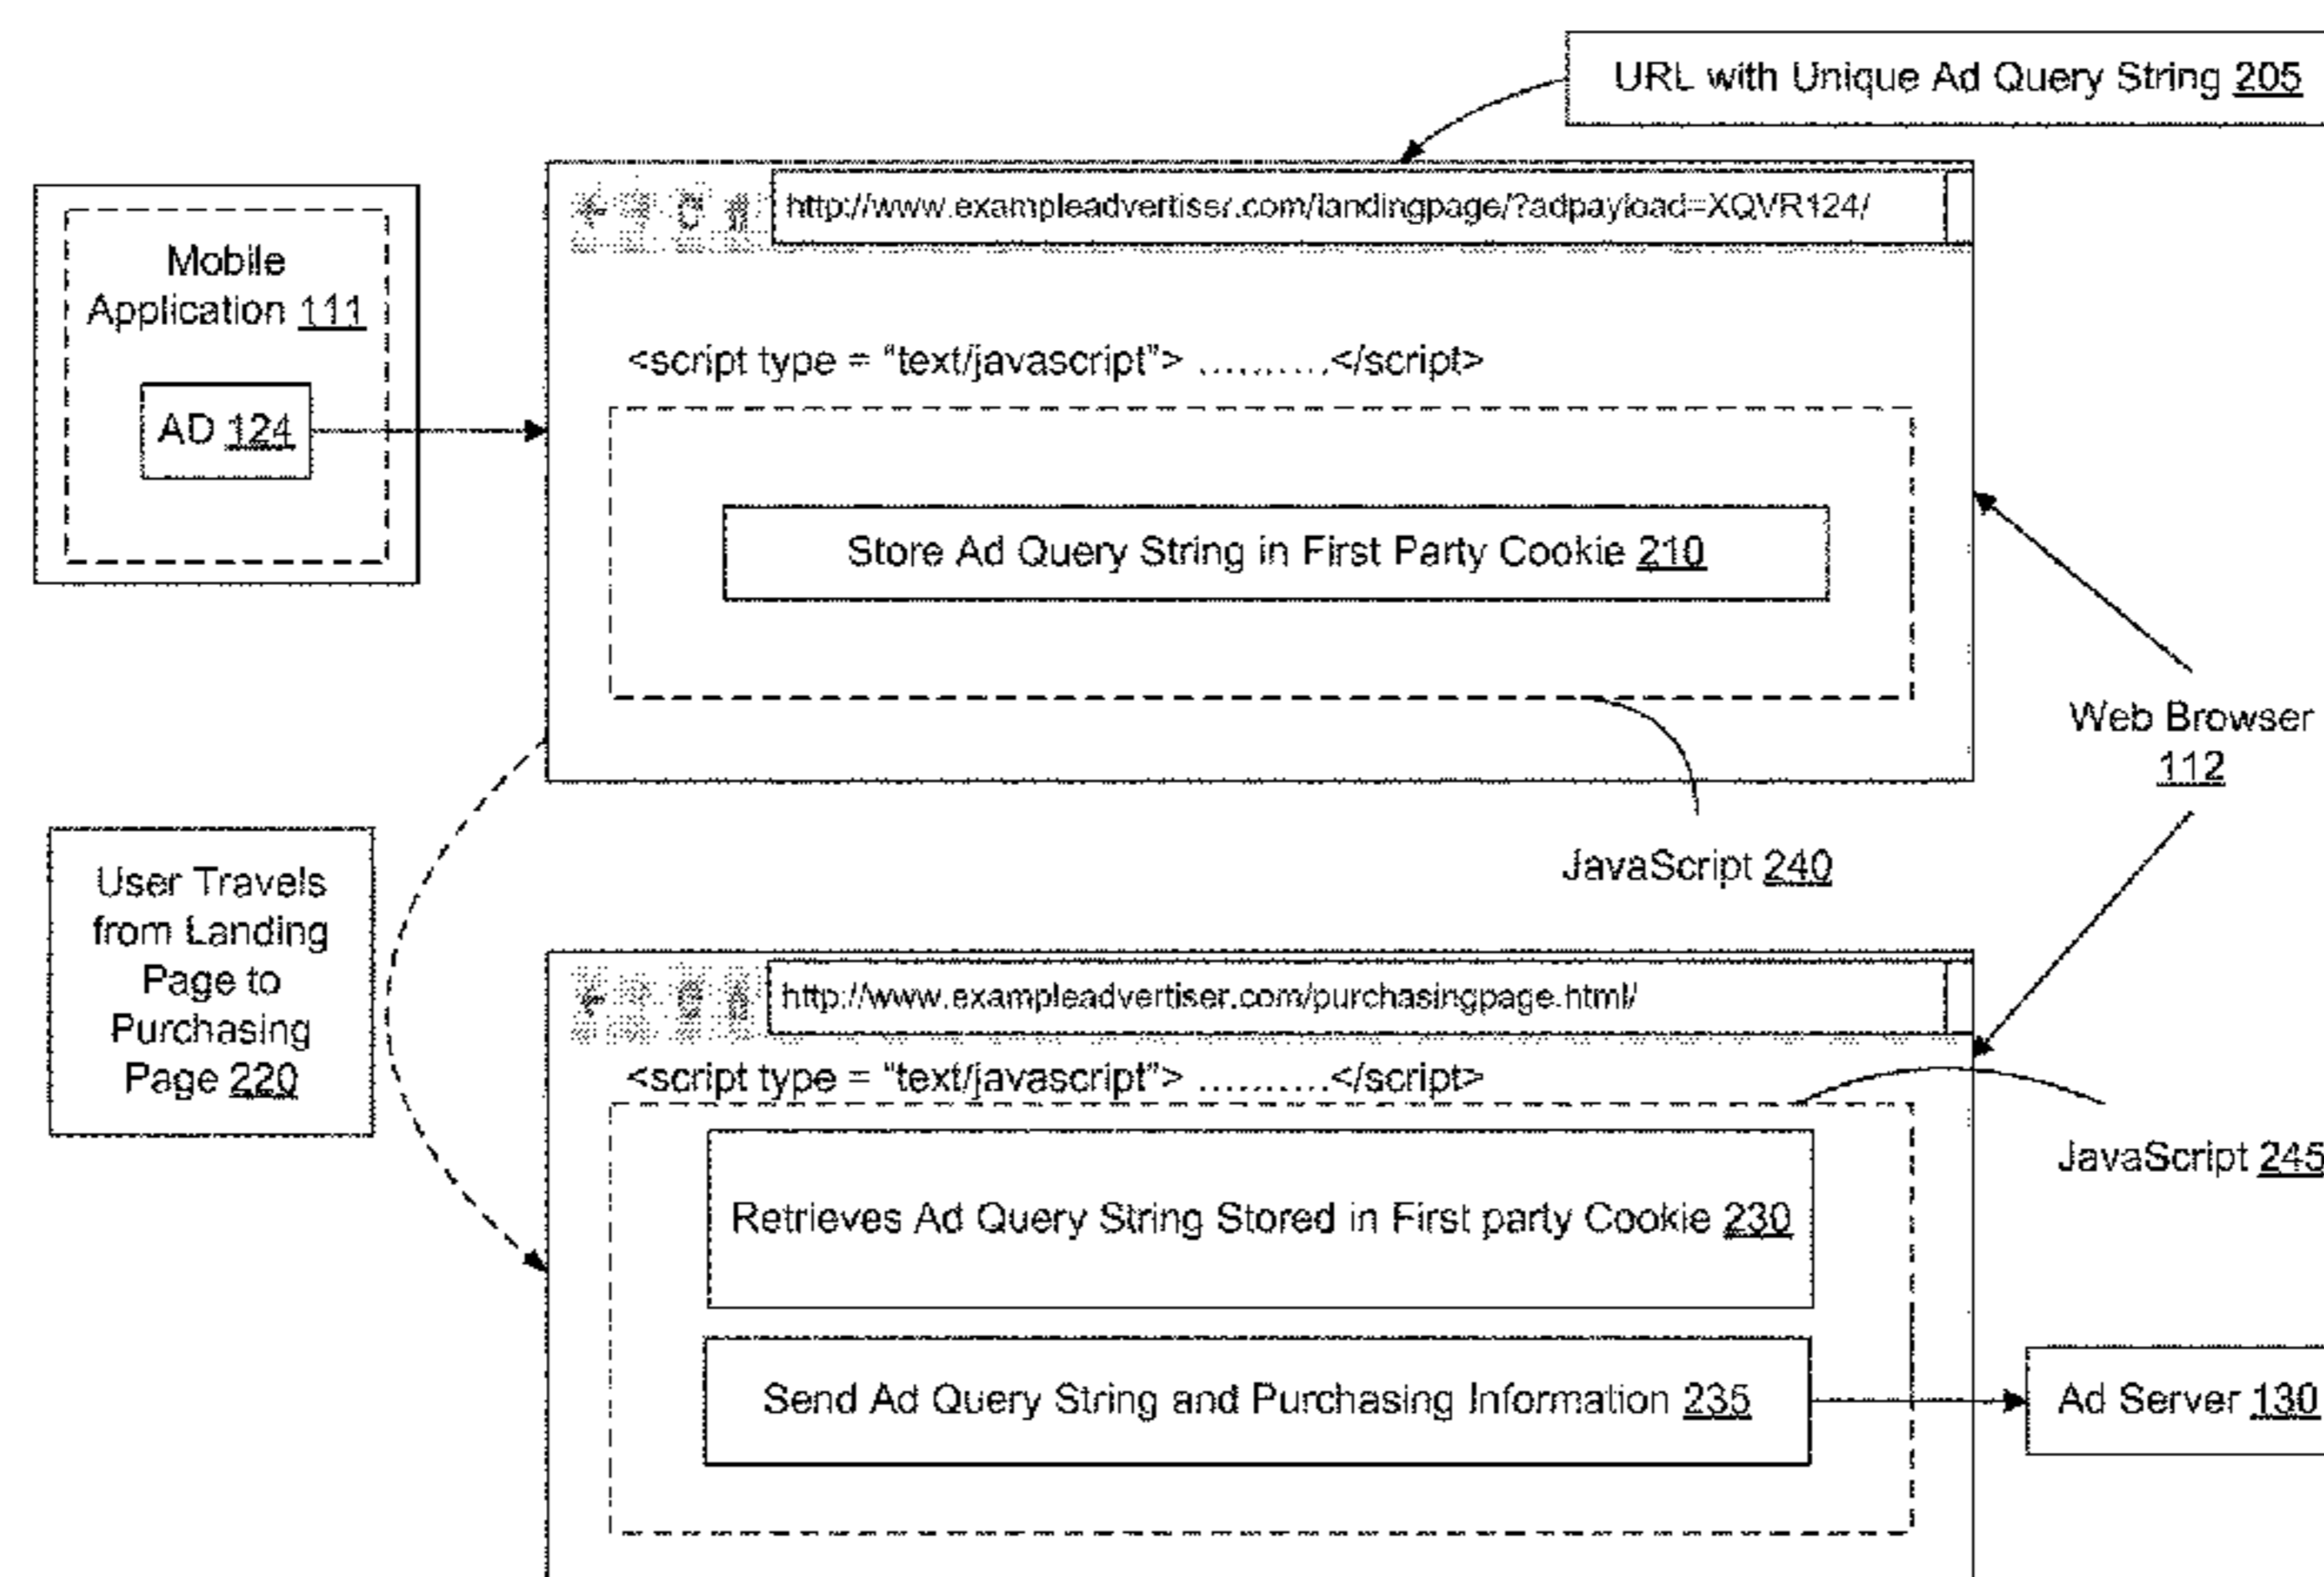 URL with Unique Ad Query String 205
http://www.exampleadvertiser.com/landingpage/?adpayload=XQVR124/
Mobile
Application 111
AD 124
<script type = “text/javascript”> ..........</script>
Store Ad Query String in First Party Cookie 210
Web Browser
112
JavaScript 240
User Travels
from Landing
Page to
Purchasing
Page 220
http://www.exampleadvertiser.com/purchasingpage.html/
<script type = “text/javascript”> ..........</script>
JavaScript 245
Retrieves Ad Query String Stored in First party Cookie 230
Send Ad Query String and Purchasing Information 235
Ad Server 130